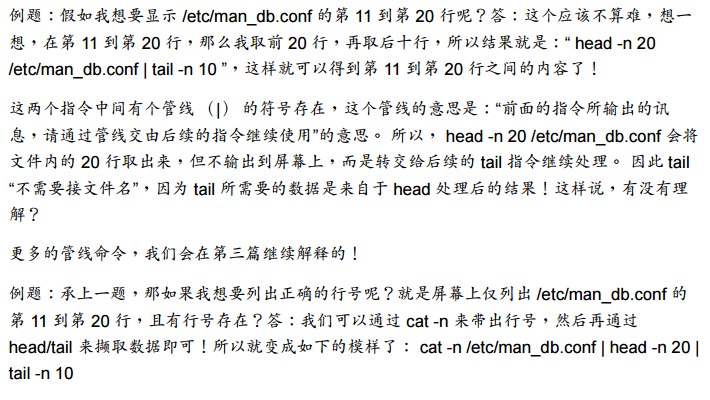 例题：假如我想要显示 /etc/man_db.conf 的第 11 到第 20 行呢？答：这个应该不算难，想一
想，在第 11 到第 20 行，那么我取前 20 行，再取后十行，所以结果就是：“ head -n 20
/etc/man_db.conf | tail -n 10 ”，这样就可以得到第 11 到第 20 行之间的内容了！
这两个指令中间有个管线 （|） 的符号存在，这个管线的意思是：“前面的指令所输出的讯
息，请通过管线交由后续的指令继续使用”的意思。 所以， head -n 20 /etc/man_db.conf 会将
文件内的 20 行取出来，但不输出到屏幕上，而是转交给后续的 tail 指令继续处理。 因此 tail
“不需要接文件名”，因为 tail 所需要的数据是来自于 head 处理后的结果！这样说，有没有理
解？
更多的管线命令，我们会在第三篇继续解释的！
例题：承上一题，那如果我想要列出正确的行号呢？就是屏幕上仅列出 /etc/man_db.conf 的
第 11 到第 20 行，且有行号存在？答：我们可以通过 cat -n 来带出行号，然后再通过
head/tail 来撷取数据即可！所以就变成如下的模样了： cat -n /etc/man_db.conf | head -n 20 |
tail -n 10